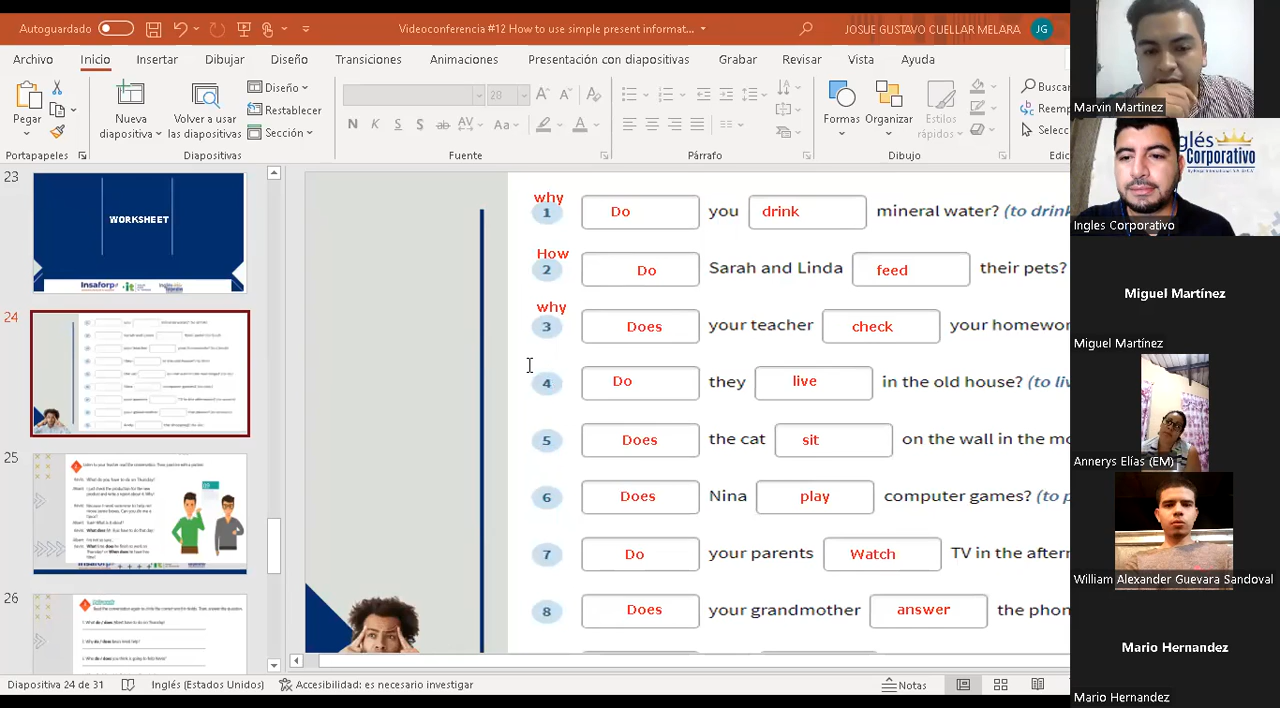 Autoguardado
Videoconferencia #12 How to use simple present informat...
JOSUE GUSTAVO CUELLAR MELARA
JG
Archivo Inicio Insertar Dibujar Diseño Transiciones Animaciones Presentación con diapositivas Grabar Revisar Vista Ayuda
Pegar
Nueva diapositiva
Volver a usar las diapositivas
Diseño
Restablecer
Sección
28
N K S S ab
Aa
Formas
Organizar
Estilos rápidos
Buscar
Reemp
Selecc
Portapapeles
Diapositivas
Fuente
Párrafo
Dibujo
Edic
23
WORKSHEET
Insaforp
24
25
26
why
1 Do you drink mineral water? (to drink
How
2 Do Sarah and Linda feed their pets?
why
3 Does your teacher check your homewo
4 Do they live in the old house? (to liv
5 Does the cat sit on the wall in the mo
6 Does Nina play computer games? (to p
7 Do your parents Watch TV in the aftern
8 Does your grandmother answer the phon
Marvin Martinez
Inglés Corporativo
Ingles Corporativo
Miguel Martínez
Miguel Martínez
Annerys Elías (EM)
William Alexander Guevara Sandoval
Mario Hernandez
Mario Hernandez
Diapositiva 24 de 31
Inglés (Estados Unidos)
Accesibilidad: es necesario investigar
Notas